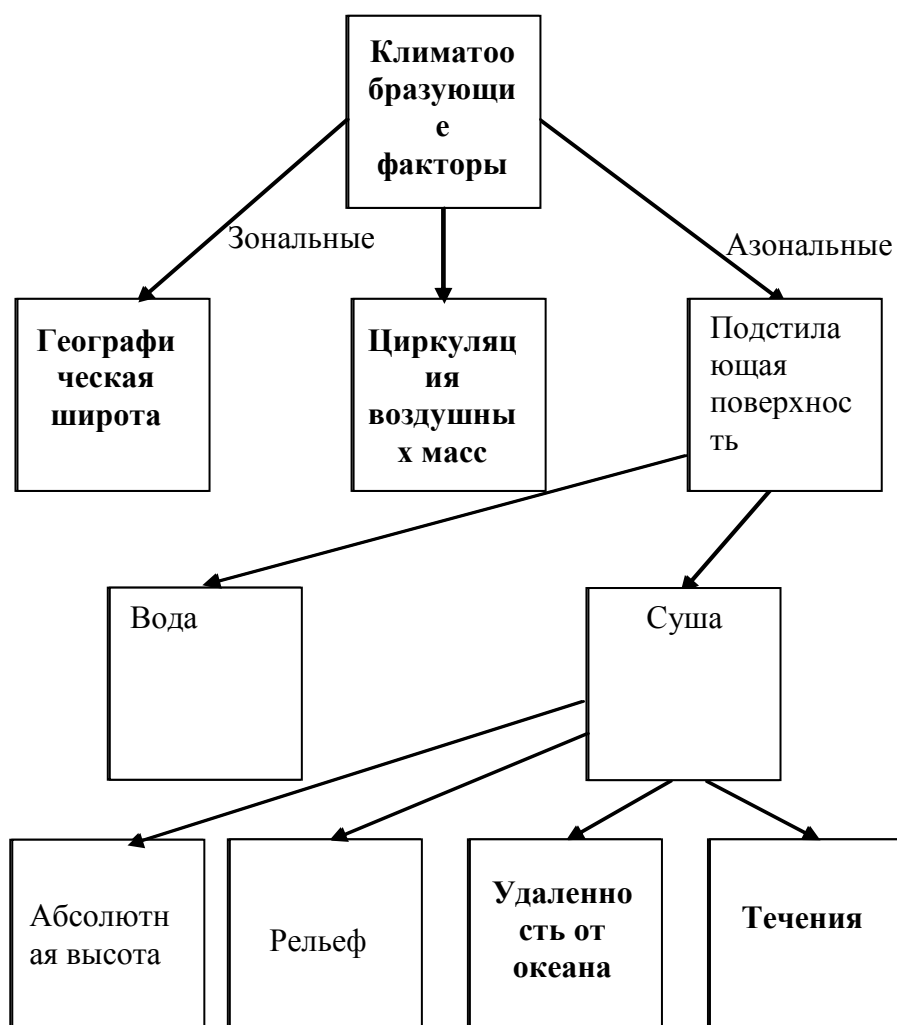 Климатоо
бразующи
е
факторы
Зональные
Азональные
Географи
ческая
широта
Циркуляц
ия
воздушны
х масс
Подстила
ющая
поверхнос
ть
Вода
Суша
Абсолютн
ая высота
Рельеф
Удаленно
сть от
океана
Течения